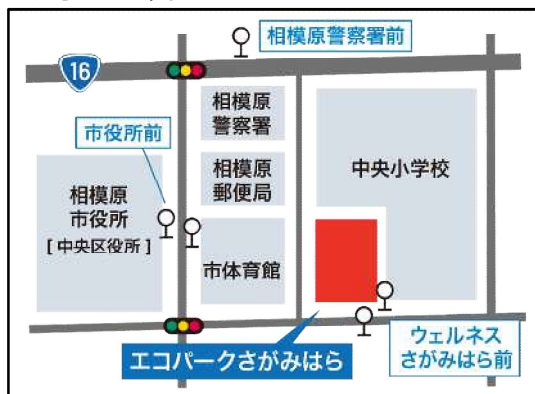 相模原警察署前
16
市役所前
相模原
警察署
相模原
郵便局
中央小学校
相模原
市役所
[中央区役所]
市体育館
エコパークさがみはら
ウェルネス
さがみはら前